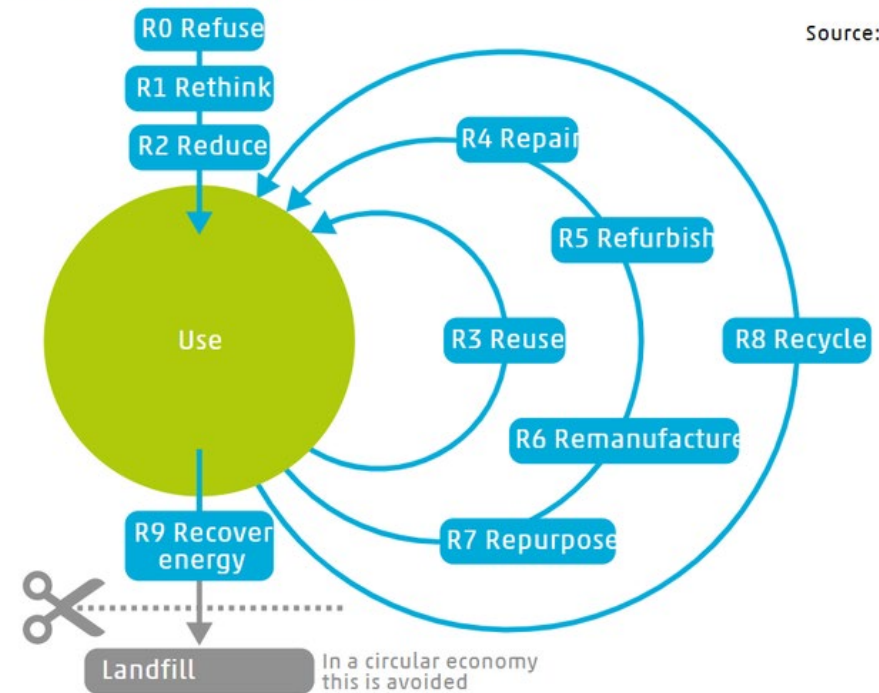 R0 Refuse
Source:
R1 Rethink
R2 Reduce
R4 Repair
R5 Refurbish
Use
R3 Reuse
R8 Recycle
R6 Remanufacture
R9 Recover
energy
R7 Repurpose
Landfill
In a circular economy
this is avoided